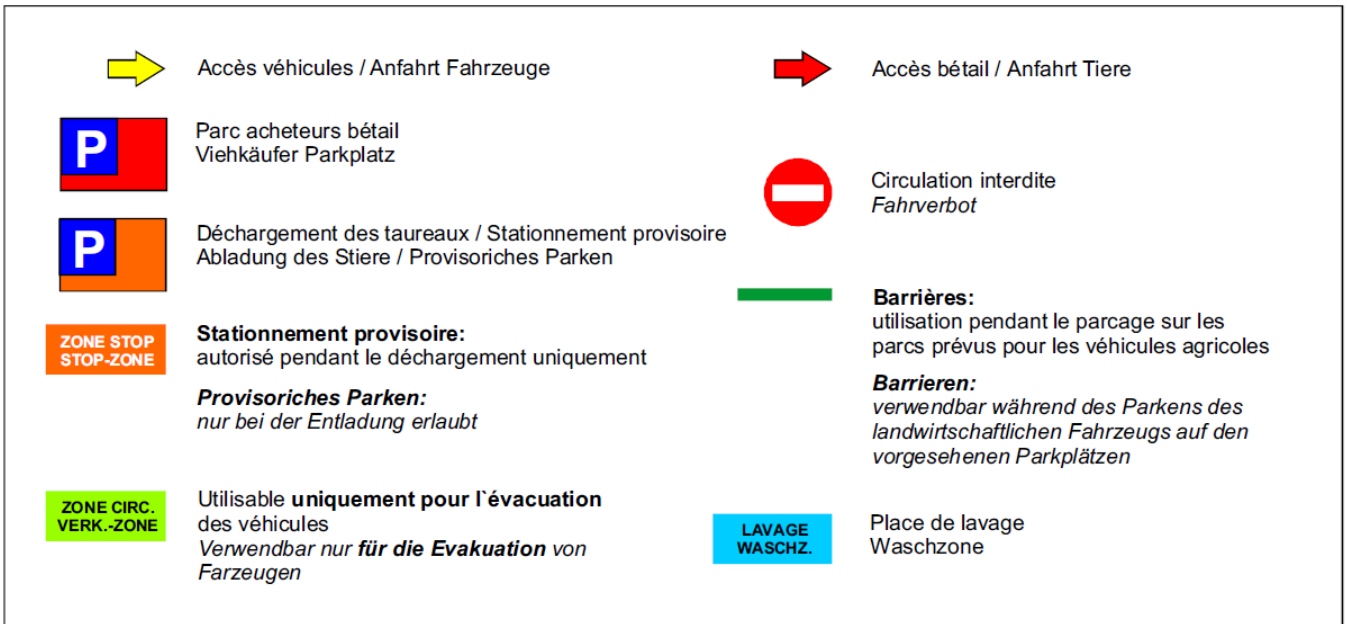 Accès véhicules / Anfahrt Fahrzeuge
P
Parc acheteurs bétail
Viehkäufer Parkplatz
P
Déchargement des taureaux / Stationnement provisoire
Abladung des Stiere / Provisoriches Parken
ZONE STOP
STOP-ZONE
Stationnement provisoire:
autorisé pendant le déchargement uniquement
Provisoriches Parken:
nur bei der Entladung erlaubt
ZONE CIRC.
VERK.-ZONE
Utilisable uniquement pour l`évacuation
des véhicules
Verwendbar nur für die Evakuation von
Farzeugen
Accès bétail / Anfahrt Tiere
Circulation interdite
Fahrverbot
Barrières:
utilisation pendant le parcage sur les
parcs prévus pour les véhicules agricoles
Barrieren:
verwendbar während des Parkens des
landwirtschaftlichen Fahrzeugs auf den
vorgesehenen Parkplätzen
LAVAGE
WASCHZ.
Place de lavage
Waschzone